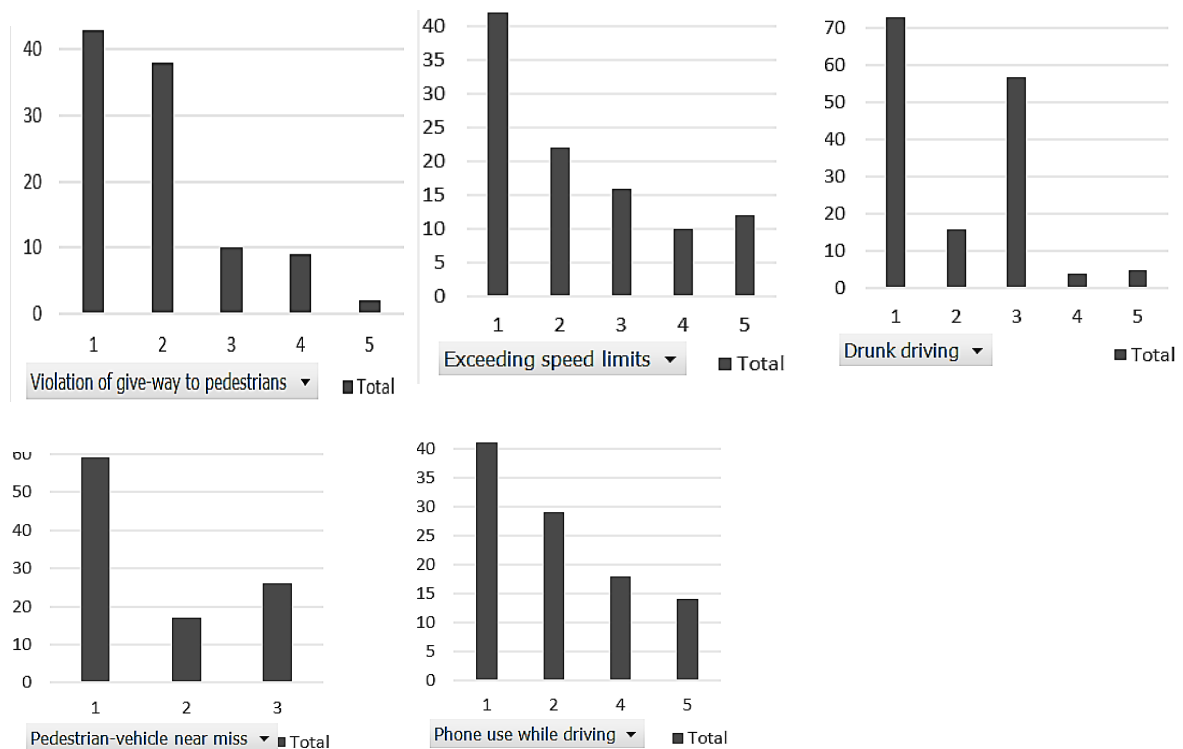 40
30
20
10
0
1 2 3 4 5
Violation of give-way to pedestrians
Total
40
35
30
25
20
15
10
5
0
1 2 3 4 5
Exceeding speed limits
Total
70
60
50
40
30
20
10
0
1 2 3 4 5
Drunk driving
Total
60
50
40
30
20
10
0
1 2 3
Pedestrian-vehicle near miss
Total
40
35
30
25
20
15
10
5
0
1 2 4 5
Phone use while driving
Total